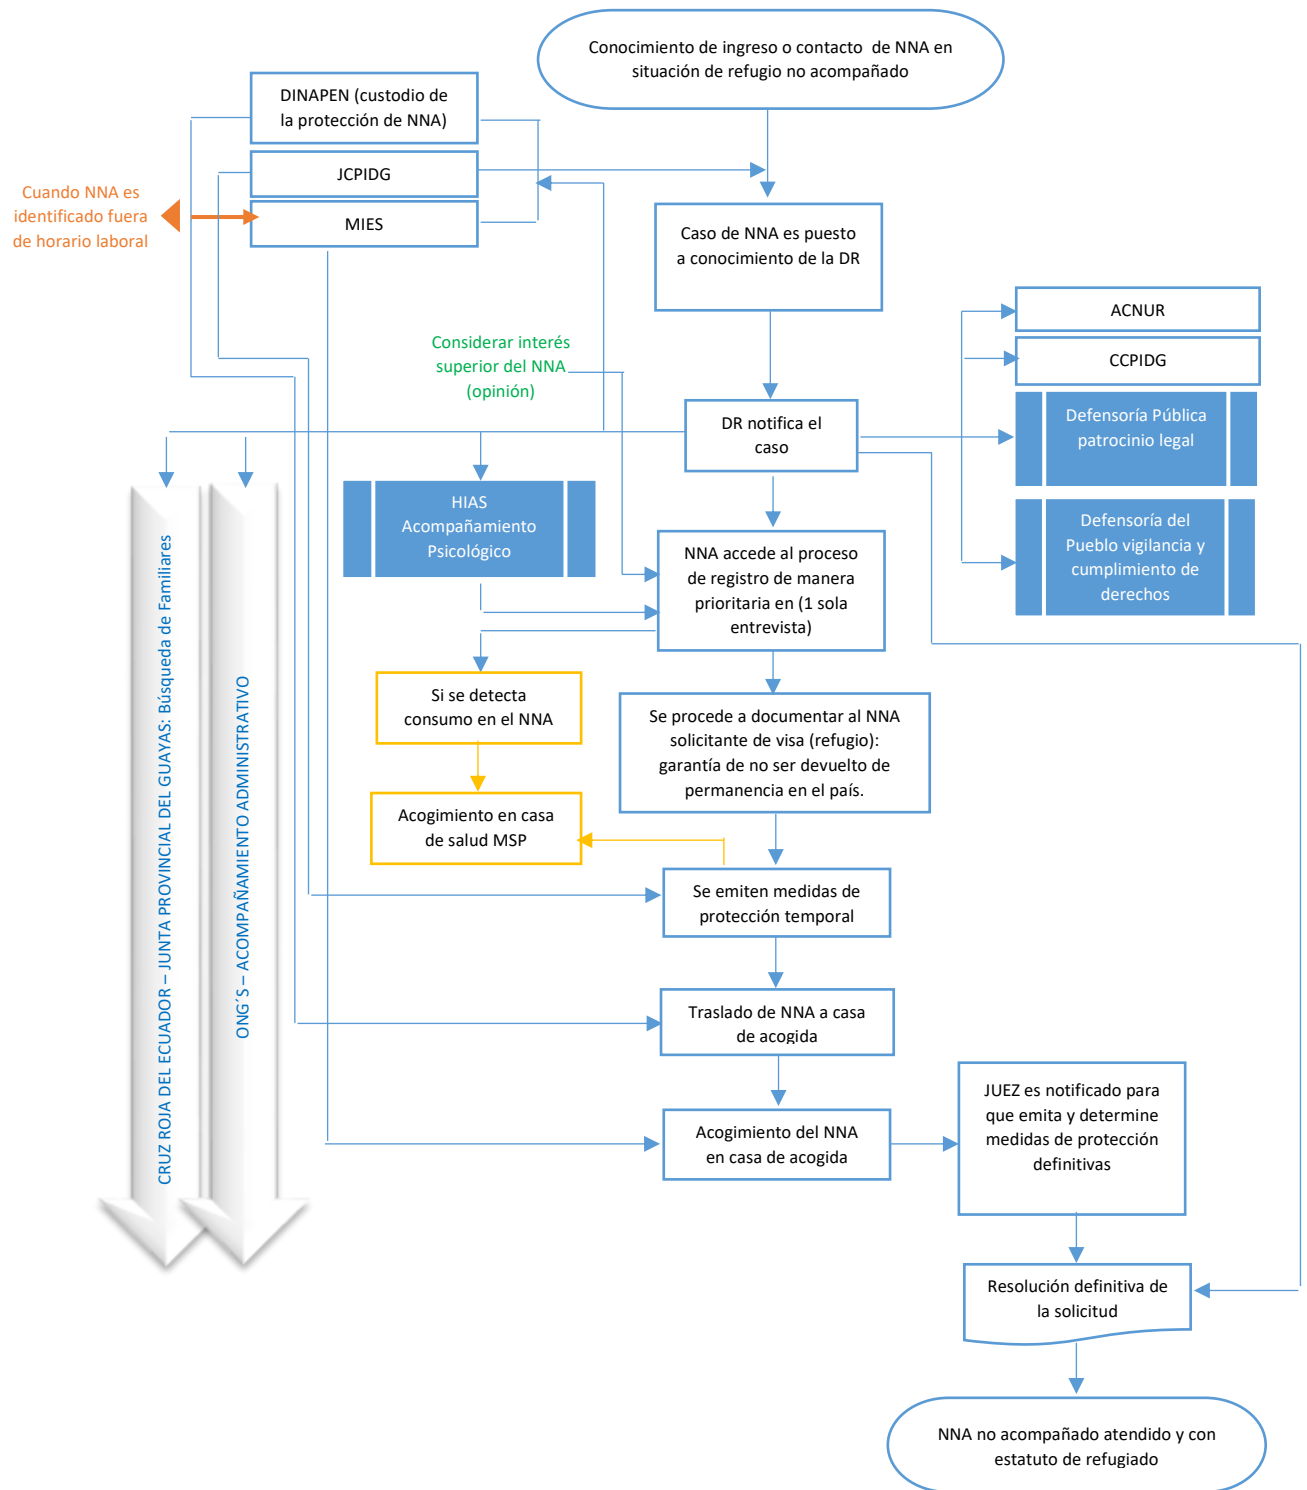 Conocimiento de ingreso o contacto de NNA en
situación de refugio no acompañado
DINAPEN (custodio de
la protección de NNA)
JCPIDG
MIES
Cuando NNA es
identificado fuera
de horario laboral
Caso de NNA es puesto
a conocimiento de la DR
ACNUR
CCPIDG
Defensoría Pública
patrocinio legal
Defensoría del
Pueblo vigilancia y
cumplimiento de
derechos
Considerar interés
superior del NNA
(opinión)
DR notifica el
caso
HIAS
Acompañamiento
Psicológico
NNA accede al proceso
de registro de manera
prioritaria en (1 sola
entrevista)
Si se detecta
consumo en el NNA
Se procede a documentar al NNA
solicitante de visa (refugio):
garantía de no ser devuelto de
permanencia en el país.
Acogimiento en casa
de salud MSP
Se emiten medidas de
protección temporal
CRUZ ROJA DEL ECUADOR – JUNTA PROVINCIAL DEL GUAYAS: Búsqueda de Familiares
ONG´S – ACOMPAÑAMIENTO ADMINISTRATIVO
Traslado de NNA a casa
de acogida
Acogimiento del NNA
en casa de acogida
JUEZ es notificado para
que emita y determine
medidas de protección
definitivas
Resolución definitiva de
la solicitud
NNA no acompañado atendido y con
estatuto de refugiado